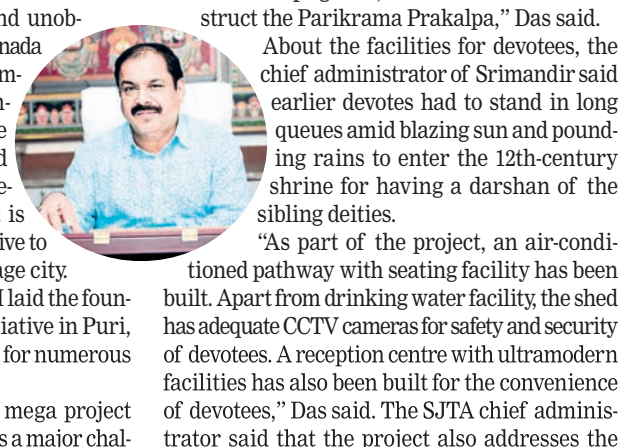 nd unob-
nada
m-
n-
e
d
e-
is
ive to
age city.
I laid the foun-
iative in Puri,
for numerous
mega project
s a major chal-
struct the Parikrama Prakalpa,” Das said.
About the facilities for devotees, the
chief administrator of Srimandir said
earlier devotes had to stand in long
queues amid blazing sun and pound-
ing rains to enter the 12th-century
shrine for having a darshan of the
sibling deities.
“As part of the project, an air-condi-
tioned pathway with seating facility has been
built. Apart from drinking water facility, the shed
has adequate CCTV cameras for safety and security
of devotees. A reception centre with ultramodern
facilities has also been built for the convenience
of devotees,” Das said. The SJTA chief adminis-
trator said that the project also addresses the